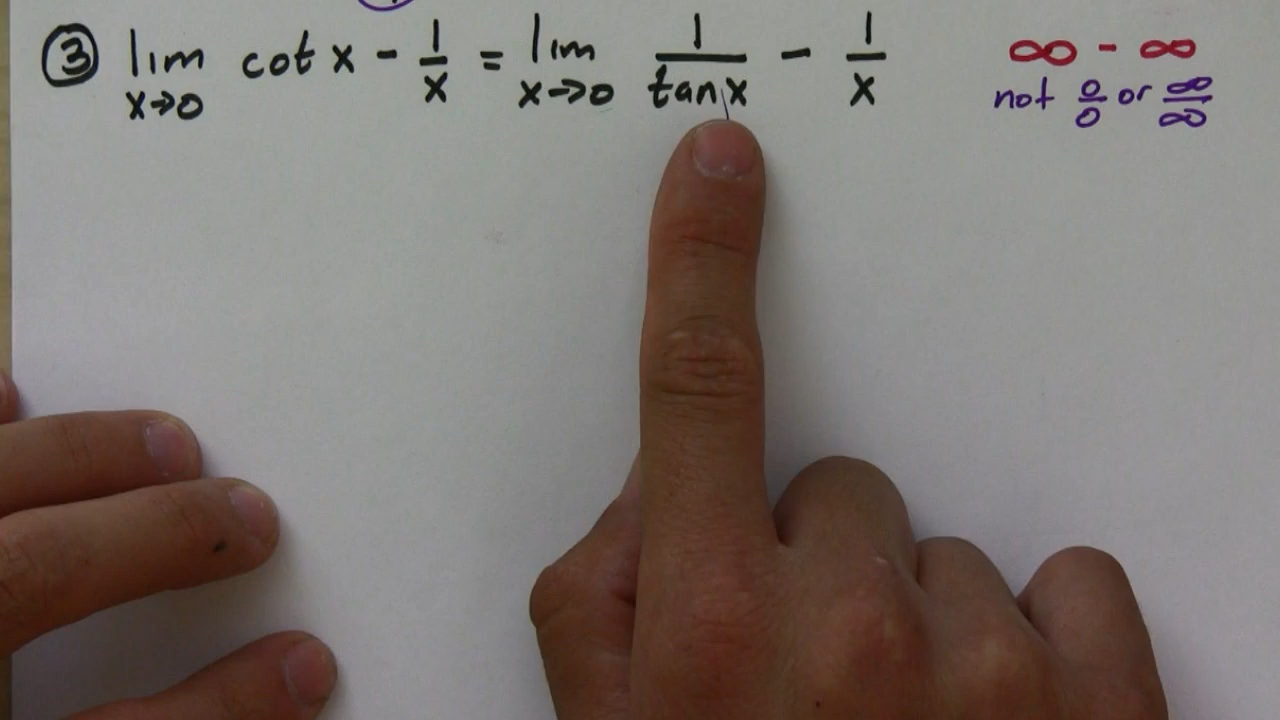 ③ lim x→0 cot x - 1/x = lim x→0 1/tan x - 1/x
∞ - ∞
not 0/0 or ∞/∞